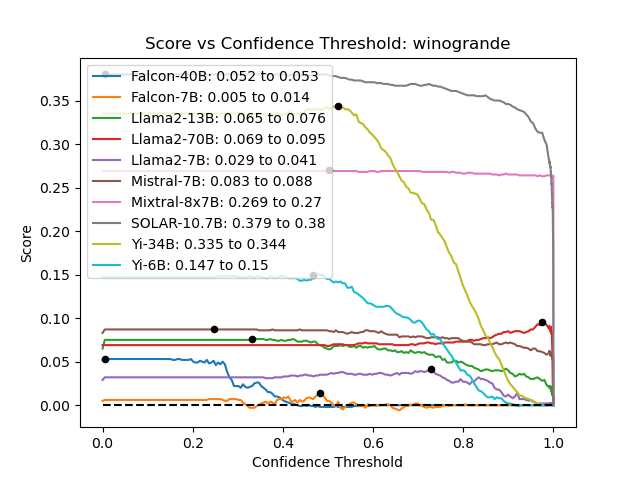 Score vs Confidence Threshold: winogrande
Score
0.35
0.30
0.25
0.20
0.15
0.10
0.05
0.00
Falcon-40B: 0.052 to 0.053
Falcon-7B: 0.005 to 0.014
Llama2-13B: 0.065 to 0.076
Llama2-70B: 0.069 to 0.095
Llama2-7B: 0.029 to 0.041
Mistral-7B: 0.083 to 0.088
Mixtral-8x7B: 0.269 to 0.27
SOLAR-10.7B: 0.379 to 0.38
Yi-34B: 0.335 to 0.344
Yi-6B: 0.147 to 0.15
0.0 0.2 0.4 0.6 0.8 1.0
Confidence Threshold